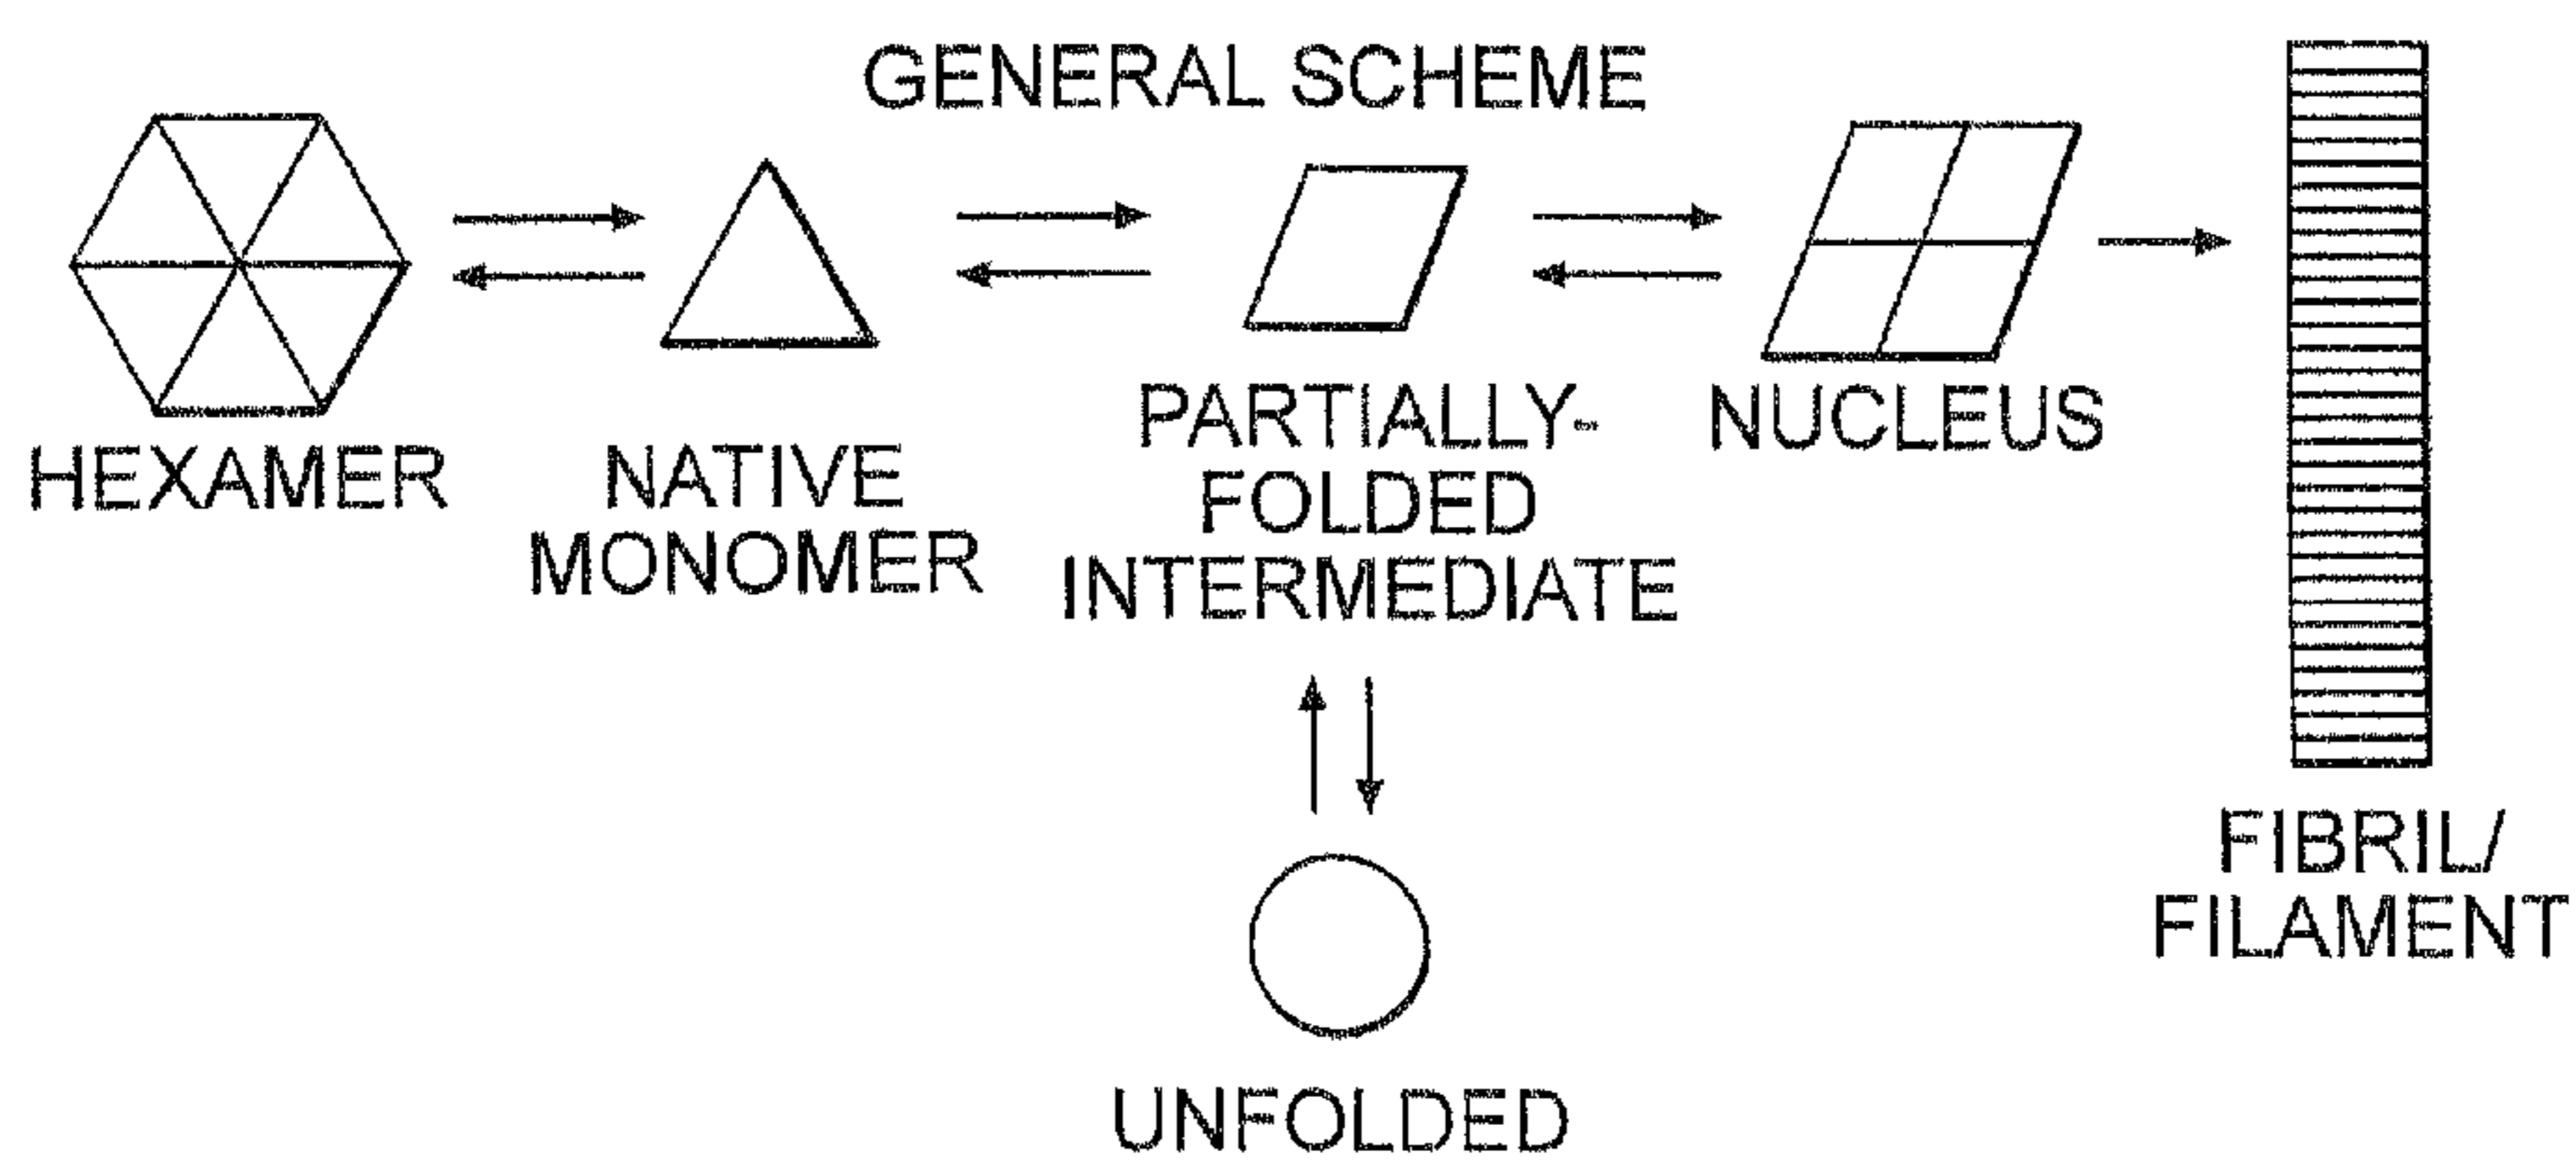 GENERAL SCHEME
HEXAMER
NATIVE
MONOMER
PARTIALLY-
FOLDED
INTERMEDIATE
NUCLEUS
UNFOLDED
FIBRIL/
FILAMENT